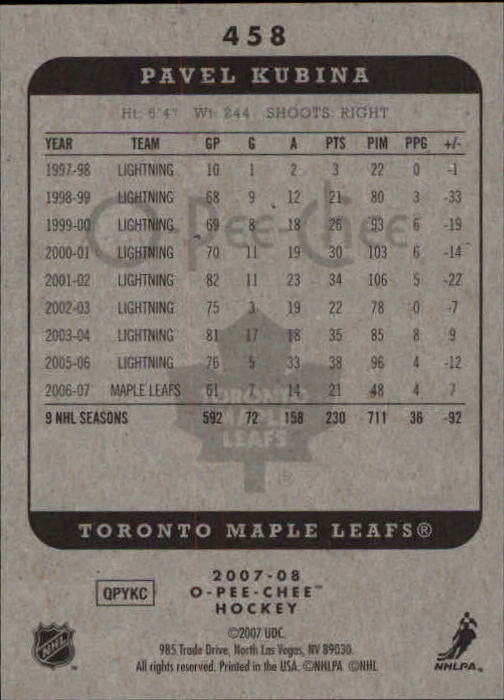 458
PAVEL KUBINA
Ht: 6'4" Wt: 244 SHOOTS: RIGHT
YEAR TEAM GP G A PTS PIM PPG +/-
1997-98 LIGHTNING 10 1 2 3 22 0 -1
1998-99 LIGHTNING 68 9 12 21 80 3 -33
1999-00 LIGHTNING 69 8 18 26 93 6 -19
O-Pee-Chee
2000-01 LIGHTNING 70 11 19 30 103 6 -14
2001-02 LIGHTNING 82 11 23 34 106 5 -22
2002-03 LIGHTNING 75 3 19 22 78 0 -7
2003-04 LIGHTNING 81 17 18 35 85 8 9
2005-06 LIGHTNING 76 5 33 38 96 4 -12
2006-07 MAPLE LEAFS 61 7 14 21 48 4 7
9 NHL SEASONS 592 72 158 230 711 36 -92
TORONTO
MAPLE
LEAFS
®
TORONTO MAPLE LEAFS®
2007-08
QPYKC
O-PEE-CHEE™
HOCKEY
©2007 UDC.
985 Trade Drive, North Las Vegas, NV 89030.
All rights reserved. Printed in the USA. ©NHLPA ©NHL
NHL
™
NHLPA®